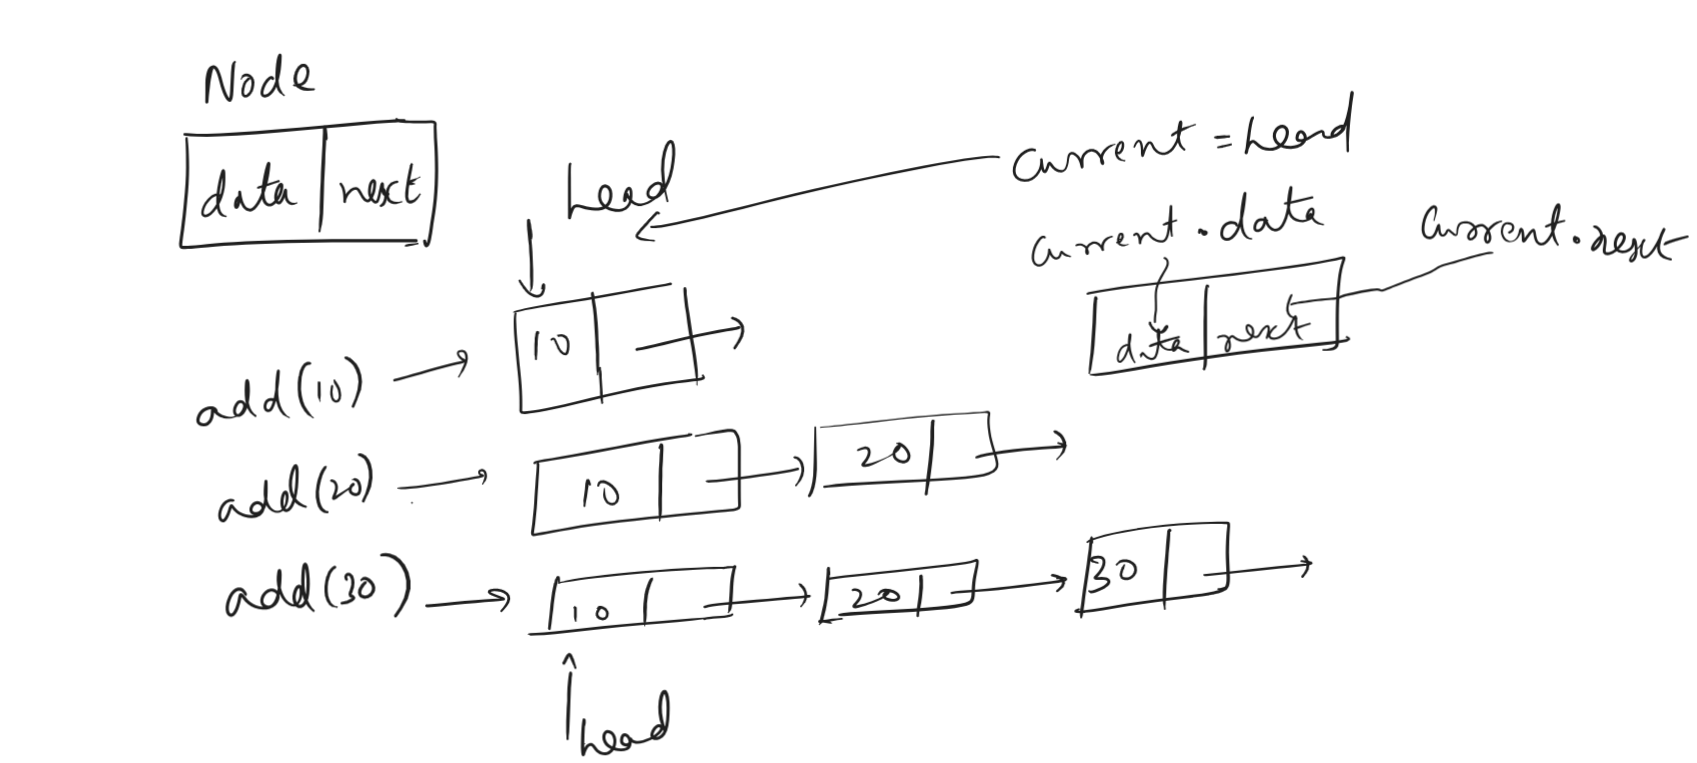 Node
data next
head
current = head
current.data
current.next
data next
add(10)
10
add(20)
10 20
add(30)
10 20 30
head